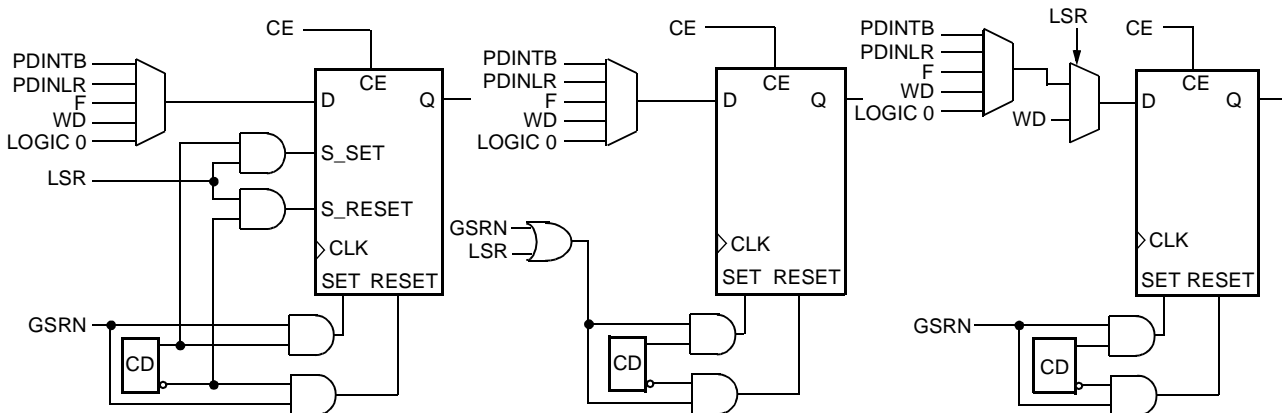 CE
PDINTB
PDINLR
F
WD
LOGIC 0
LSR
D
CE
Q
S_SET
S_RESET
CLK
SET RESET
GSRN
CD
CE
PDINTB
PDINLR
F
WD
LOGIC 0
GSRN
LSR
D
CE
Q
CLK
SET RESET
CD
LSR
CE
PDINTB
PDINLR
F
WD
LOGIC 0
WD
D
CE
Q
CLK
SET RESET
GSRN
CD